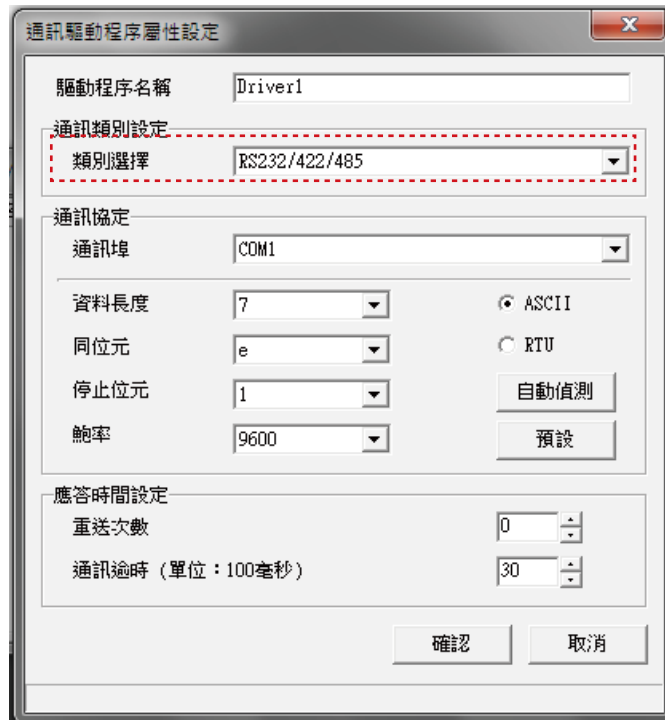 通訊驅動程序屬性設定
驅動程序名稱 Driver1
通訊類別設定
類別選擇 RS232/422/485
通訊協定
通訊埠 COM1
資料長度 7 ASCII
同位元 e RTU
停止位元 1 自動偵測
鮑率 9600 預設
應答時間設定
重送次數 0
通訊逾時 (單位：100毫秒) 30
確認 取消